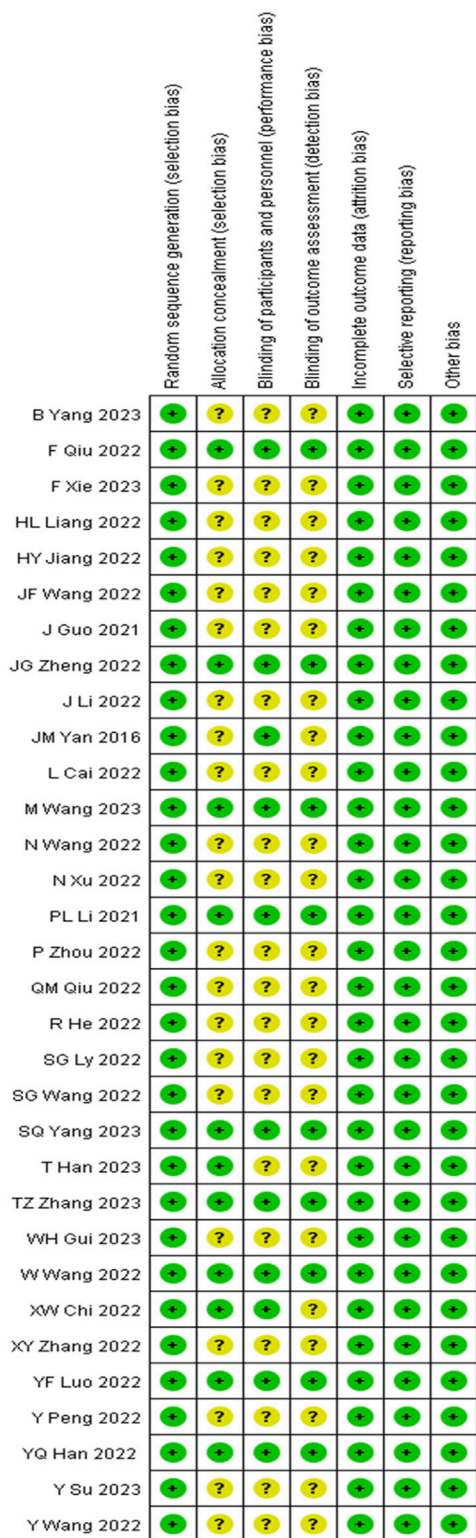 Random sequence generation (selection bias)
Allocation concealment (selection bias)
Blinding of participants and personnel (performance bias)
Blinding of outcome assessment (detection bias)
Incomplete outcome data (attrition bias)
Selective reporting (reporting bias)
Other bias
B Yang 2023 + ? ? ? + + +
F Qiu 2022 + + + + + + +
F Xie 2023 + ? ? ? + + +
HL Liang 2022 + ? ? ? + + +
HY Jiang 2022 + ? ? ? + + +
JF Wang 2022 + ? ? ? + + +
J Guo 2021 + ? ? ? + + +
JG Zheng 2022 + + + + + + +
J Li 2022 + ? ? ? + + +
JM Yan 2016 + ? + ? + + +
L Cai 2022 + ? ? ? + + +
M Wang 2023 + + + + + + +
N Wang 2022 + ? ? ? + + +
N Xu 2022 + ? ? ? + + +
PL Li 2021 + + + + + + +
P Zhou 2022 + ? ? ? + + +
QM Qiu 2022 + ? ? ? + + +
R He 2022 + ? ? ? + + +
SG Ly 2022 + ? ? ? + + +
SG Wang 2022 + ? ? ? + + +
SQ Yang 2023 + + + + + + +
T Han 2023 + + ? ? + + +
TZ Zhang 2023 + + + + + + +
WH Gui 2023 + ? ? ? + + +
W Wang 2022 + + + + + + +
XW Chi 2022 + + + ? + + +
XY Zhang 2022 + ? ? ? + + +
YF Luo 2022 + + + + + + +
Y Peng 2022 + ? ? ? + + +
YQ Han 2022 + + + + + + +
Y Su 2023 + ? ? ? + + +
Y Wang 2022 + ? ? ? + + +